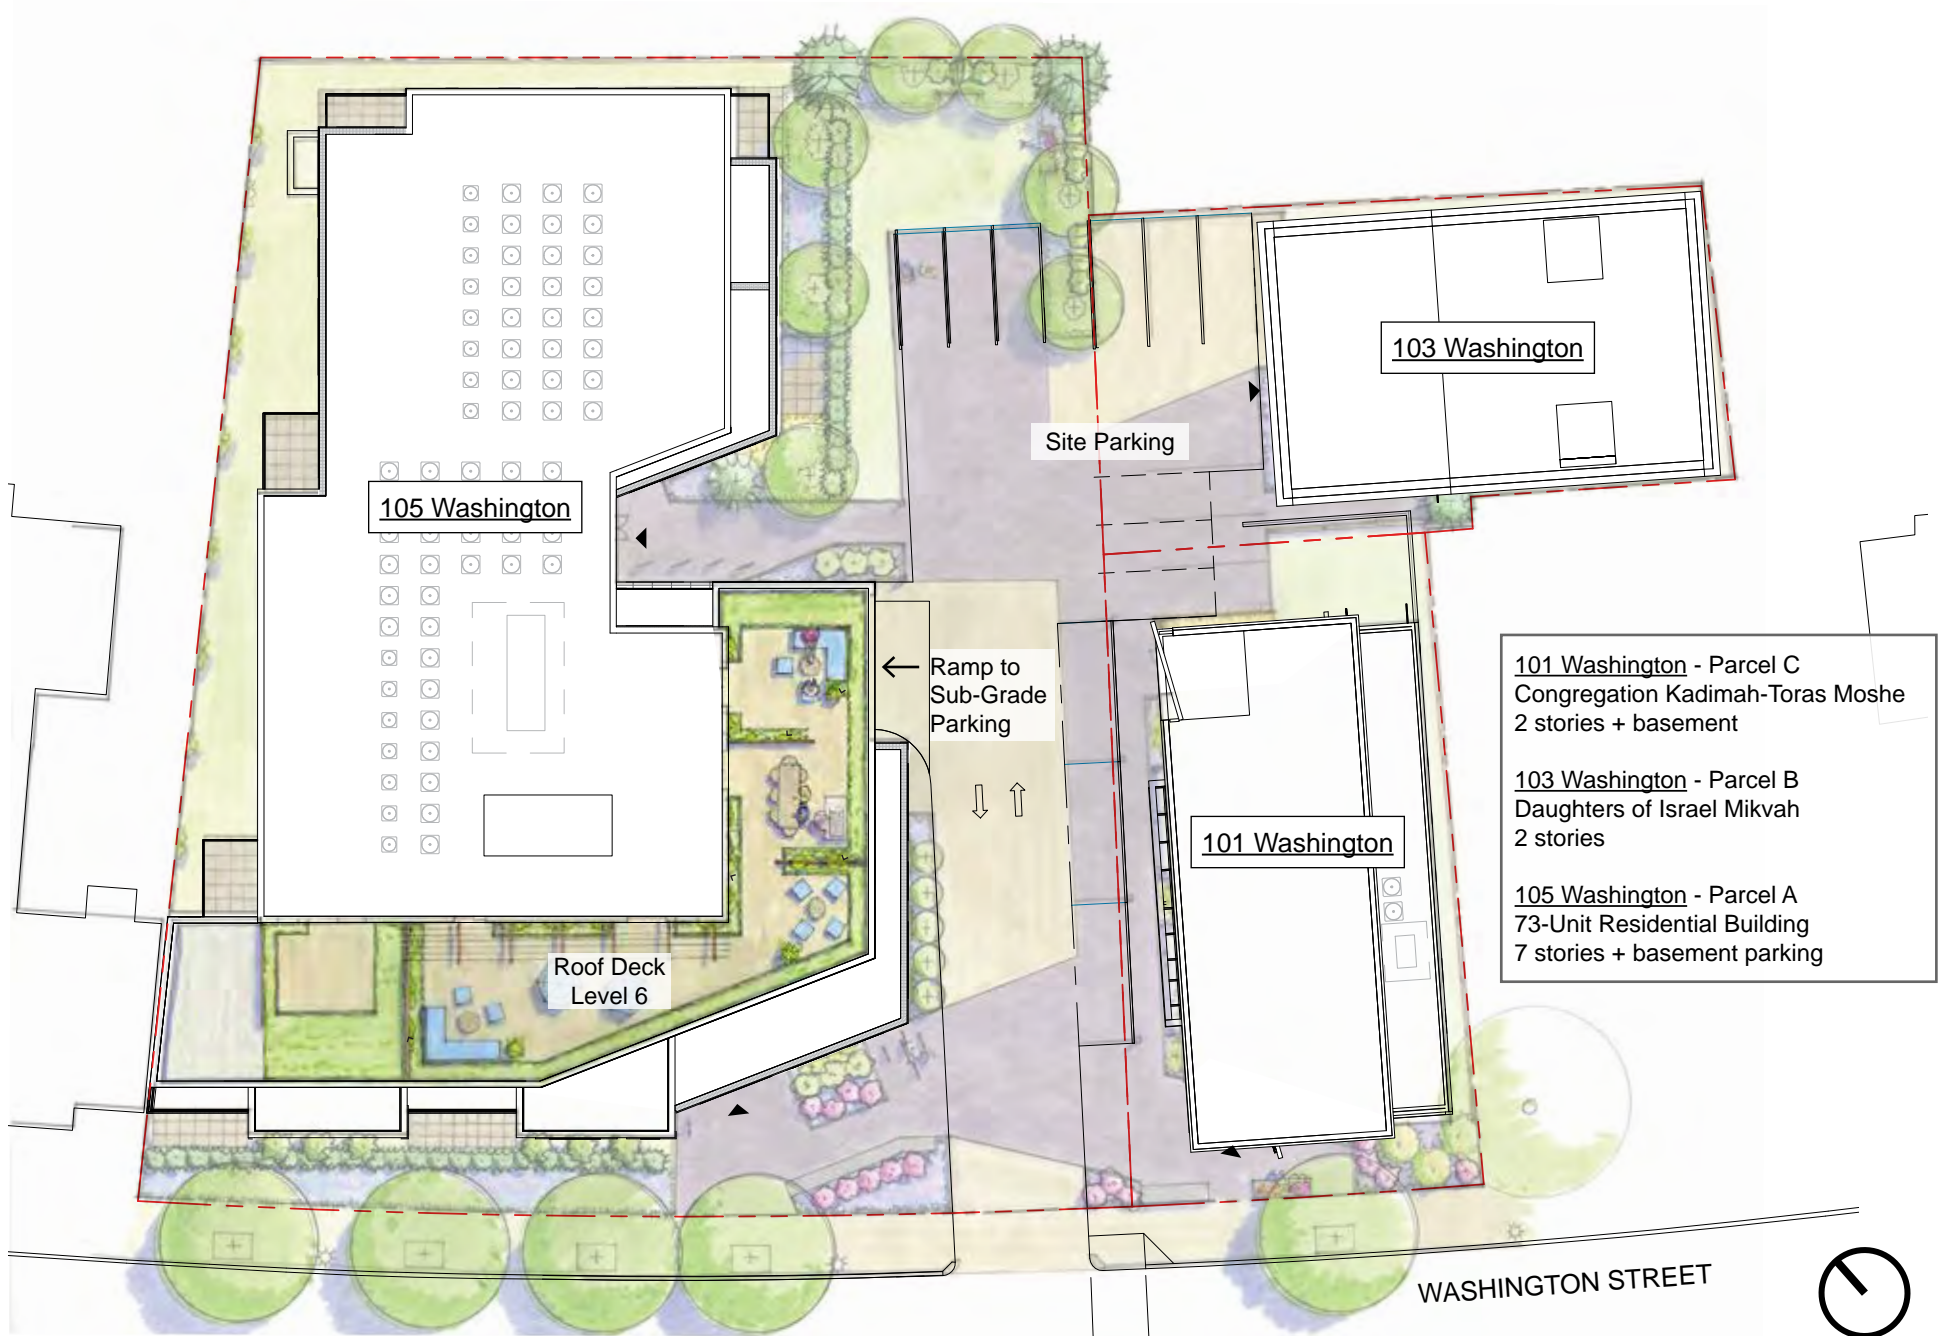 103 Washington
Site Parking
105 Washington
Ramp to
Sub-Grade
Parking
101 Washington - Parcel C
Congregation Kadimah-Toras Moshe
2 stories + basement
103 Washington - Parcel B
Daughters of Israel Mikvah
2 stories
105 Washington - Parcel A
73-Unit Residential Building
7 stories + basement parking
101 Washington
Roof Deck
Level 6
WASHINGTON STREET